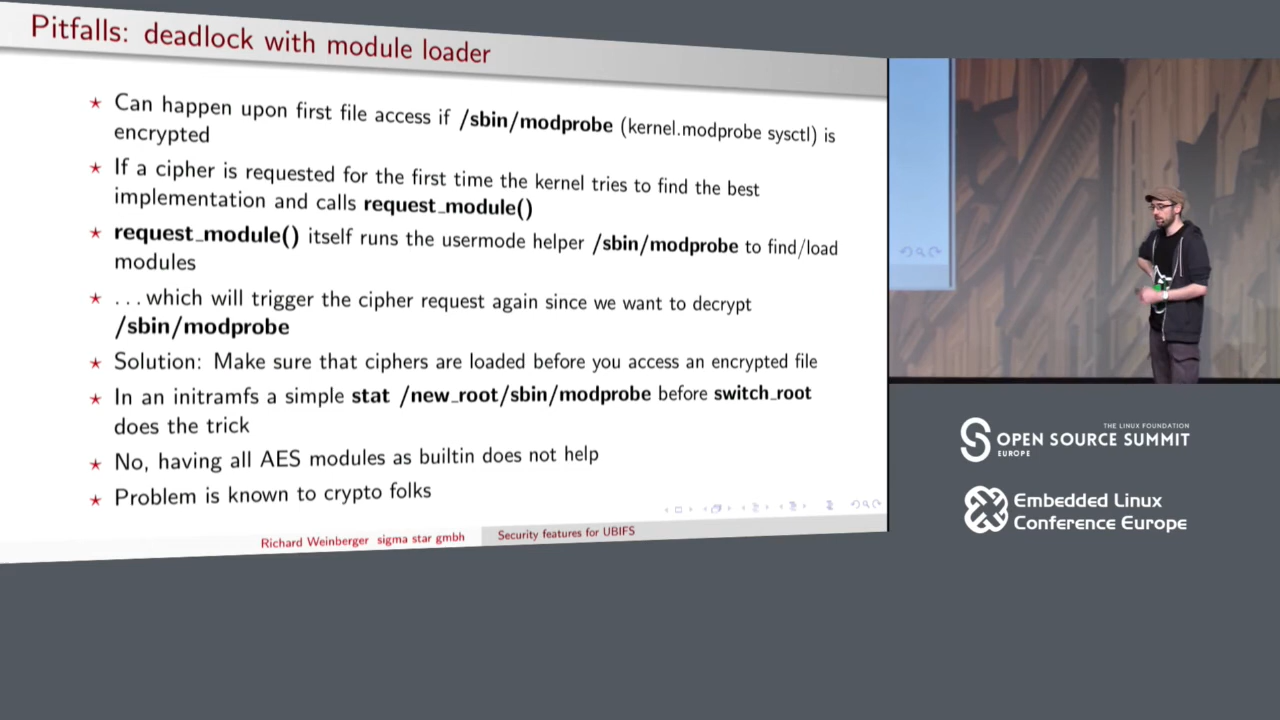 Pitfalls: deadlock with module loader
★ Can happen upon first file access if /sbin/modprobe (kernel.modprobe sysctl) is
encrypted
★ If a cipher is requested for the first time the kernel tries to find the best
implementation and calls request_module()
★ request_module() itself runs the usermode helper /sbin/modprobe to find/load
modules
★ ...which will trigger the cipher request again since we want to decrypt
/sbin/modprobe
★ Solution: Make sure that ciphers are loaded before you access an encrypted file
★ In an initramfs a simple stat /new_root/sbin/modprobe before switch_root
does the trick
★ No, having all AES modules as builtin does not help
★ Problem is known to crypto folks
Richard Weinberger sigma star gmbh
Security features for UBIFS
THE LINUX FOUNDATION
OPEN SOURCE SUMMIT
EUROPE
Embedded Linux
Conference Europe